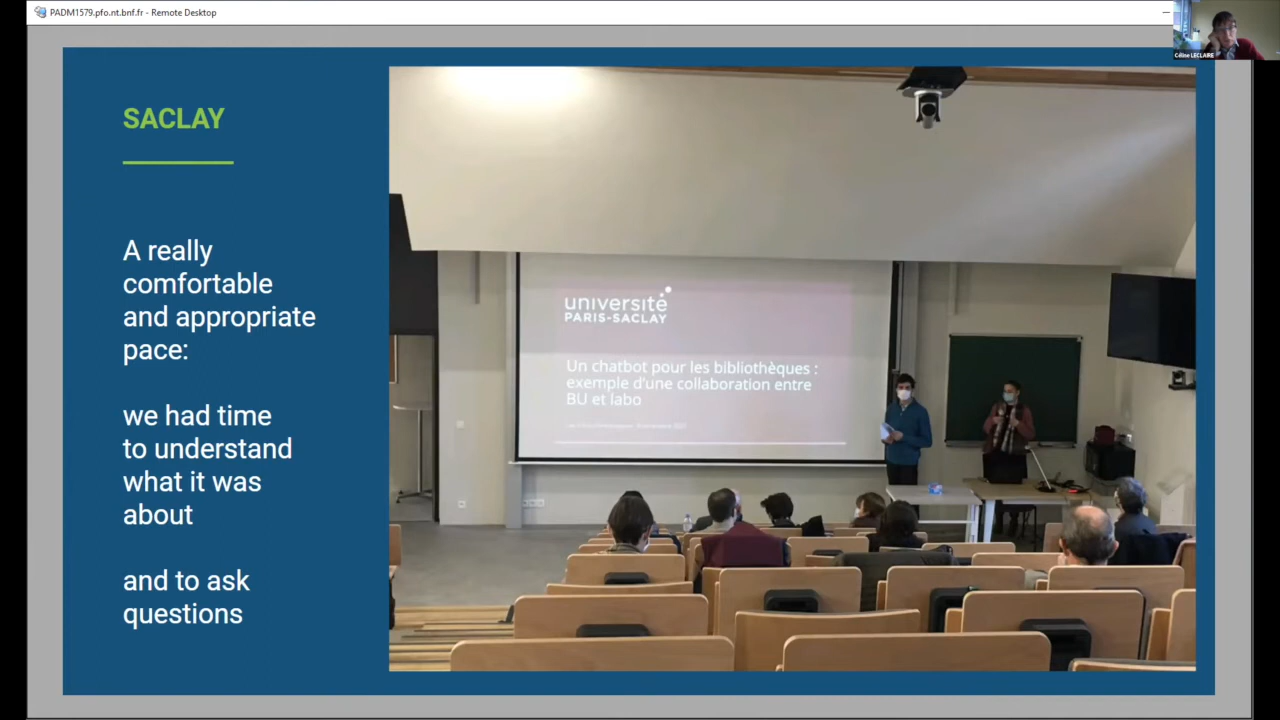 PADM1579.pfo.nt.bnf.fr - Remote Desktop
Céline LECLAIRE
SACLAY
A really
comfortable
and appropriate
pace:
we had time
to understand
what it was
about
and to ask
questions
université
PARIS-SACLAY
Un chatbot pour les bibliothèques :
exemple d'une collaboration entre
BU et labo